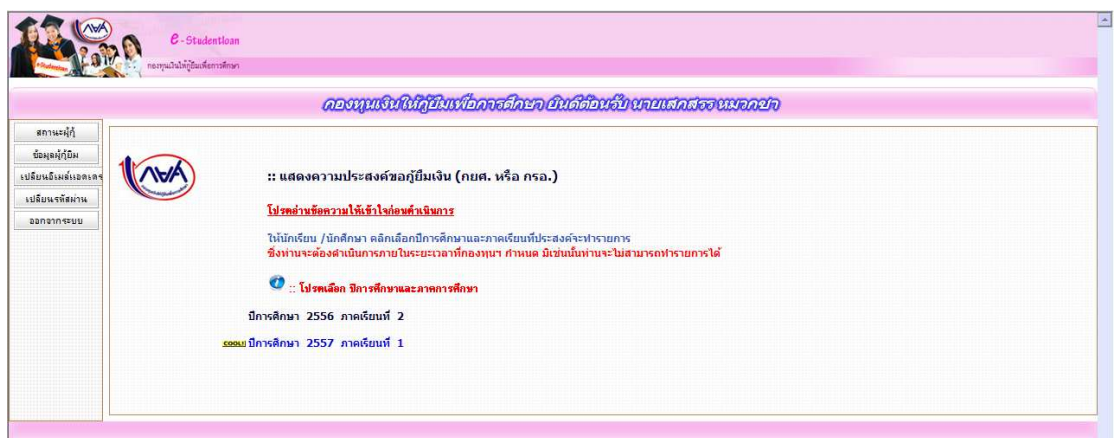 e-Studentloan
กองทุนเงินให้กู้ยืมเพื่อการศึกษา
กองทุนเงินให้กู้ยืมเพื่อการศึกษา ยินดีต้อนรับ นายเสกสรร หมวกขำ
สถานะผู้กู้
ข้อมูลผู้กู้ยืม
เปลี่ยนอีเมล์แอดเดร
เปลี่ยนรหัสผ่าน
ออกจากระบบ
กยศ
:: แสดงความประสงค์ขอกู้ยืมเงิน (กยศ. หรือ กรอ.)
โปรดอ่านข้อความให้เข้าใจก่อนดำเนินการ
ให้นักเรียน /นักศึกษา คลิกเลือกปีการศึกษาและภาคเรียนที่ประสงค์จะทำรายการ
ซึ่งท่านจะต้องดำเนินการภายในระยะเวลาที่กองทุนฯ กำหนด มิเช่นนั้นท่านจะไม่สามารถทำรายการได้
:: โปรดเลือก ปีการศึกษาและภาคการศึกษา
ปีการศึกษา 2556 ภาคเรียนที่ 2
COOL! ปีการศึกษา 2557 ภาคเรียนที่ 1